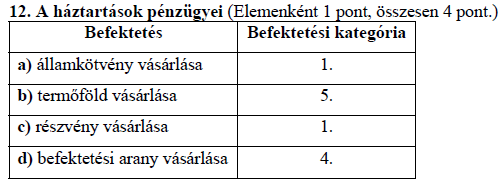 12. A háztartások pénzügyei (Elemenként 1 pont, összesen 4 pont.)
Befektetés Befektetési kategória
a) államkötvény vásárlása 1.
b) termőföld vásárlása 5.
c) részvény vásárlása 1.
d) befektetési arany vásárlása 4.